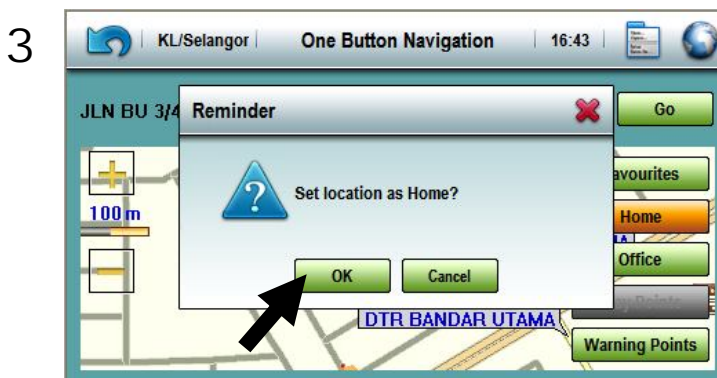 3
KL/Selangor One Button Navigation 16:43
JLN BU 3/4
Reminder
Go
Set location as Home?
avourites
100 m
Home
Office
OK Cancel
DTR BANDAR UTAMA
Warning Points